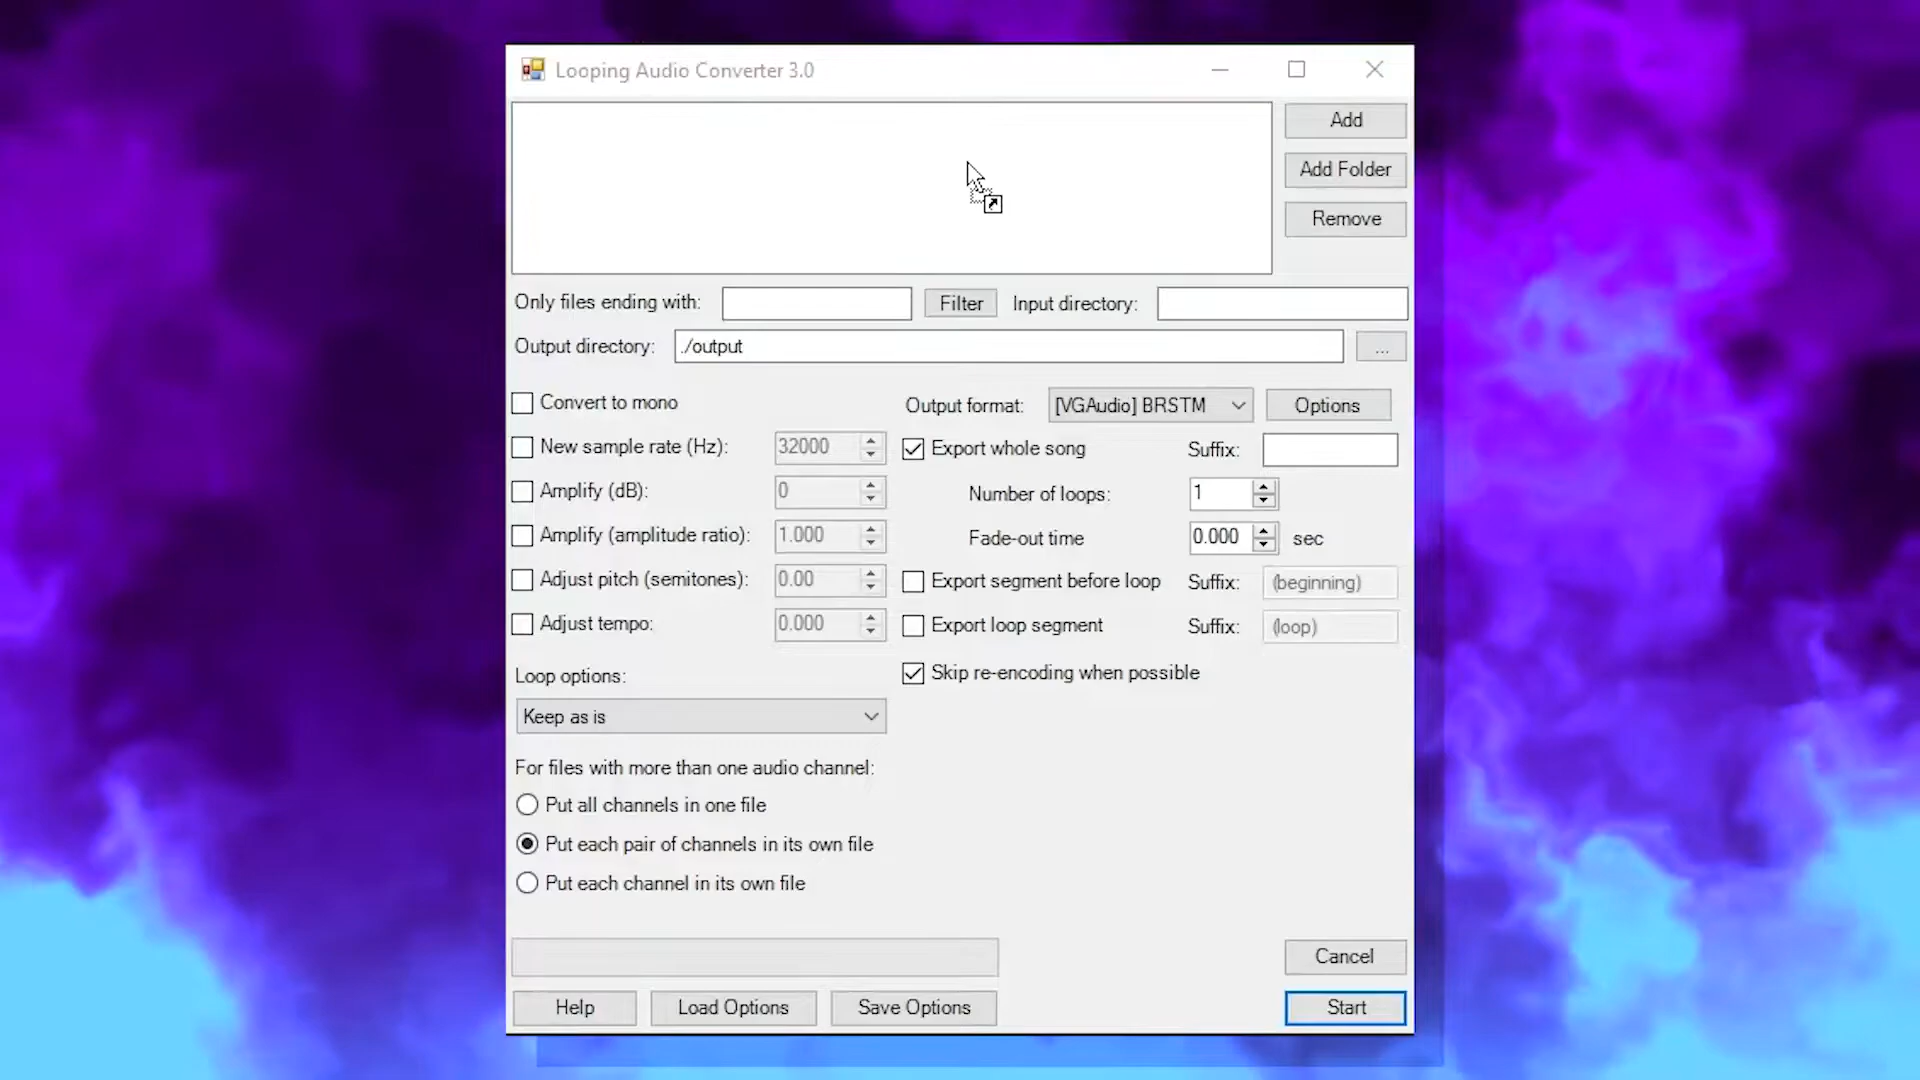 Looping Audio Converter 3.0
Add
Add Folder
Remove
Only files ending with: Filter Input directory:
Output directory: ./output ...
Convert to mono
Output format: [VGAudio] BRSTM Options
New sample rate (Hz): 32000
Export whole song Suffix:
Amplify (dB): 0
Number of loops: 1
Amplify (amplitude ratio): 1.000
Fade-out time 0.000 sec
Adjust pitch (semitones): 0.00
Export segment before loop Suffix: (beginning)
Adjust tempo: 0.000
Export loop segment Suffix: (loop)
Loop options:
Skip re-encoding when possible
Keep as is
For files with more than one audio channel:
Put all channels in one file
Put each pair of channels in its own file
Put each channel in its own file
Cancel
Help Load Options Save Options Start